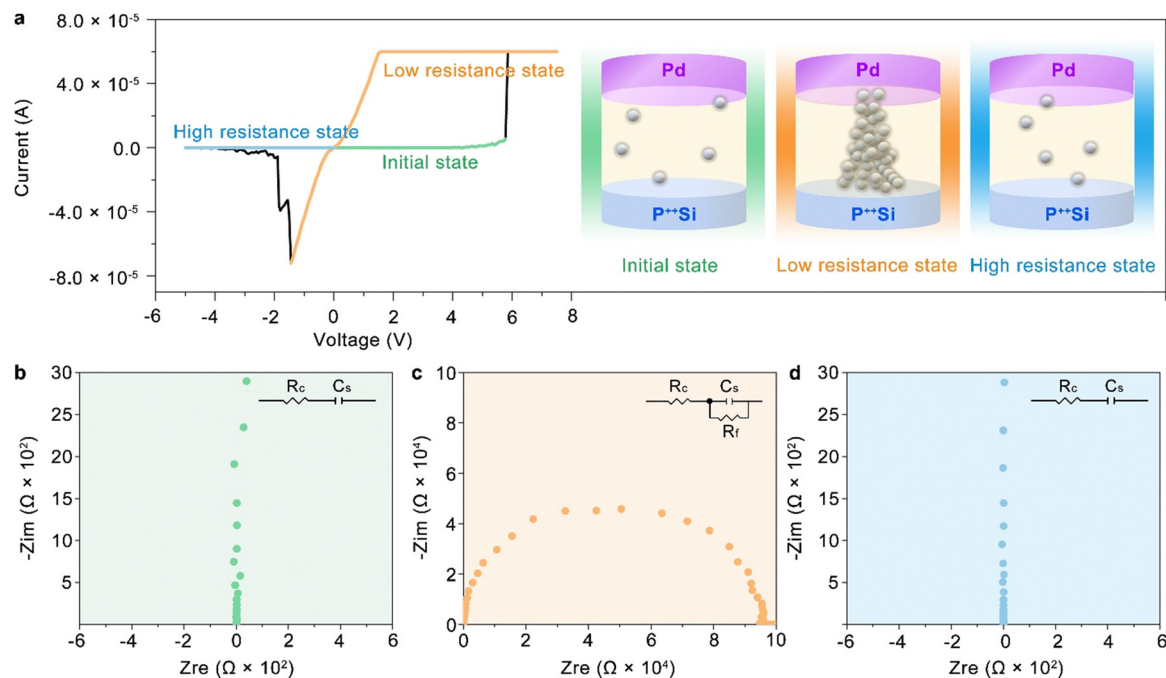 a
8.0 × 10⁻⁵
4.0 × 10⁻⁵
0.0
-4.0 × 10⁻⁵
-8.0 × 10⁻⁵
Current (A)
-6 -4 -2 0 2 4 6 8
Voltage (V)
High resistance state
Low resistance state
Initial state
Pd Pd Pd
P⁺⁺Si P⁺⁺Si P⁺⁺Si
Initial state Low resistance state High resistance state
b
30
25
20
15
10
5
-Zim (Ω × 10²)
-6 -4 -2 0 2 4 6
Zre (Ω × 10²)
Rc Cs
c
10
8
6
4
2
0
-Zim (Ω × 10⁴)
0 2 4 6 8 10
Zre (Ω × 10⁴)
Rc Cs
Rf
d
30
25
20
15
10
5
-Zim (Ω × 10²)
-6 -4 -2 0 2 4 6
Zre (Ω × 10²)
Rc Cs